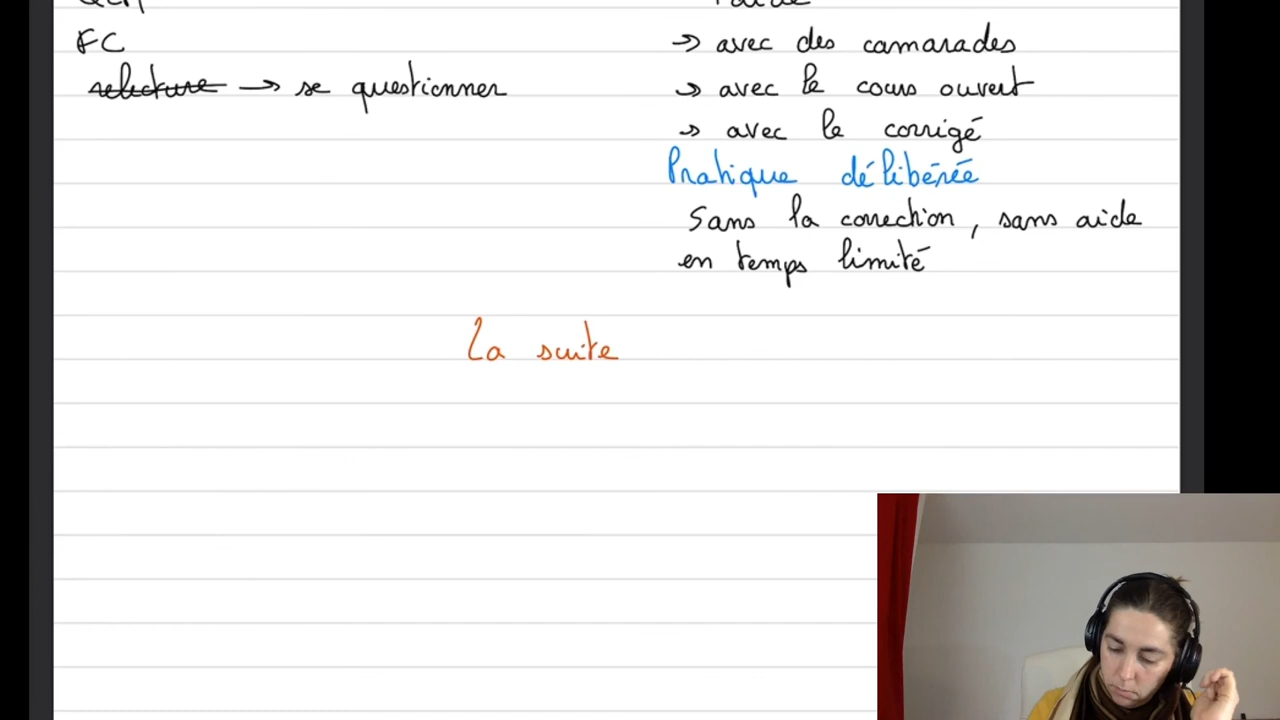 FC
relecture → se questionner
→ avec des camarades
→ avec le cours ouvert
→ avec le corrigé
Pratique délibérée
Sans la correction, sans aide
en temps limité
La suite